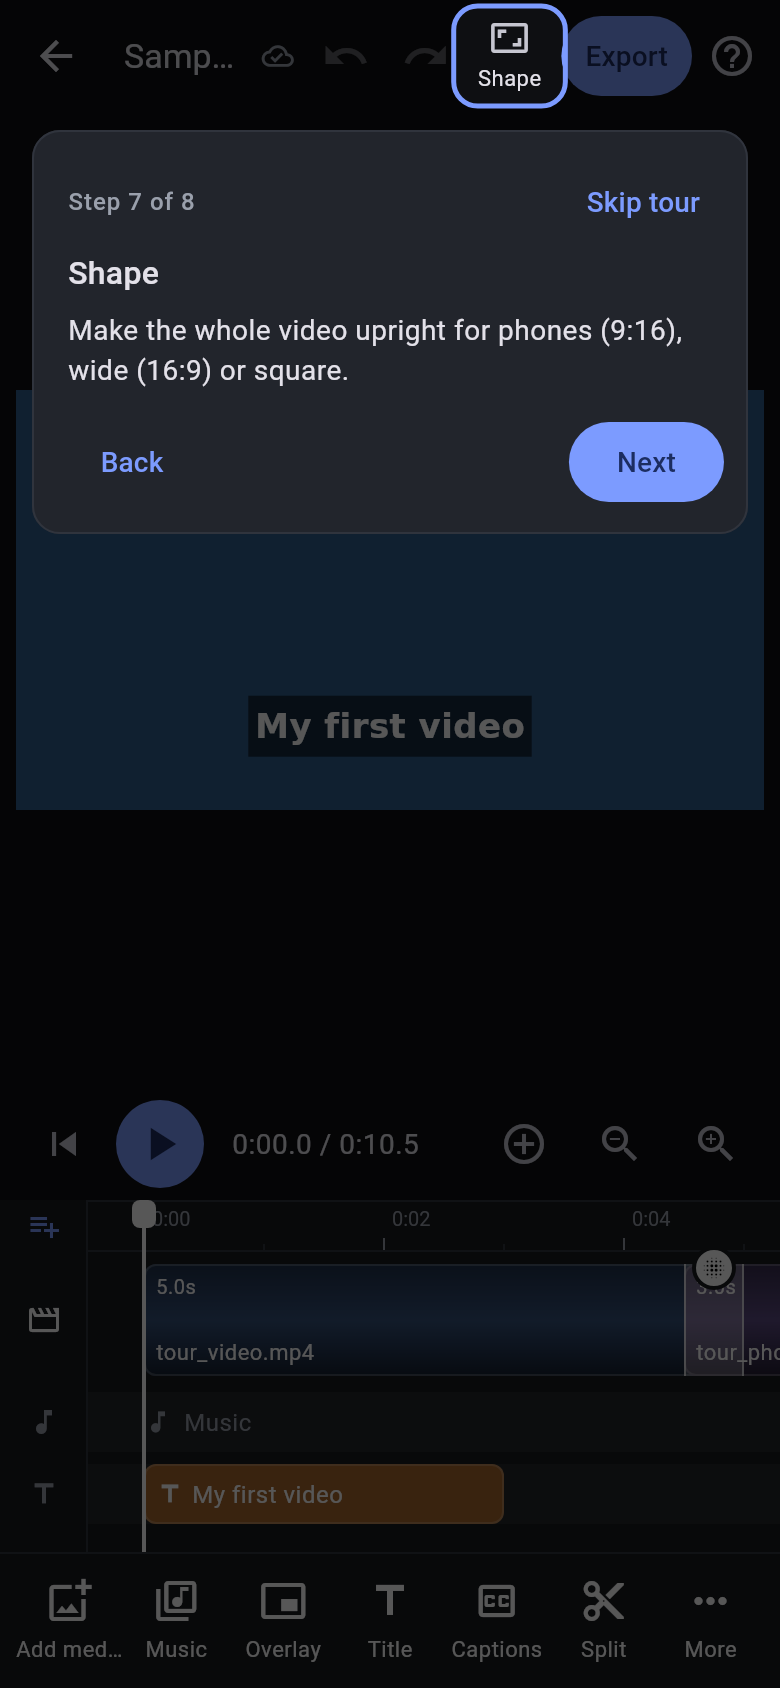 Samp...
Shape
Export
Step 7 of 8
Skip tour
Shape
Make the whole video upright for phones (9:16),
wide (16:9) or square.
Back
Next
My first video
0:00.0 / 0:10.5
0:00
0:02
0:04
5.0s
tour_video.mp4
Music
T My first video
Add med...
Music
Overlay
Title
Captions
Split
More